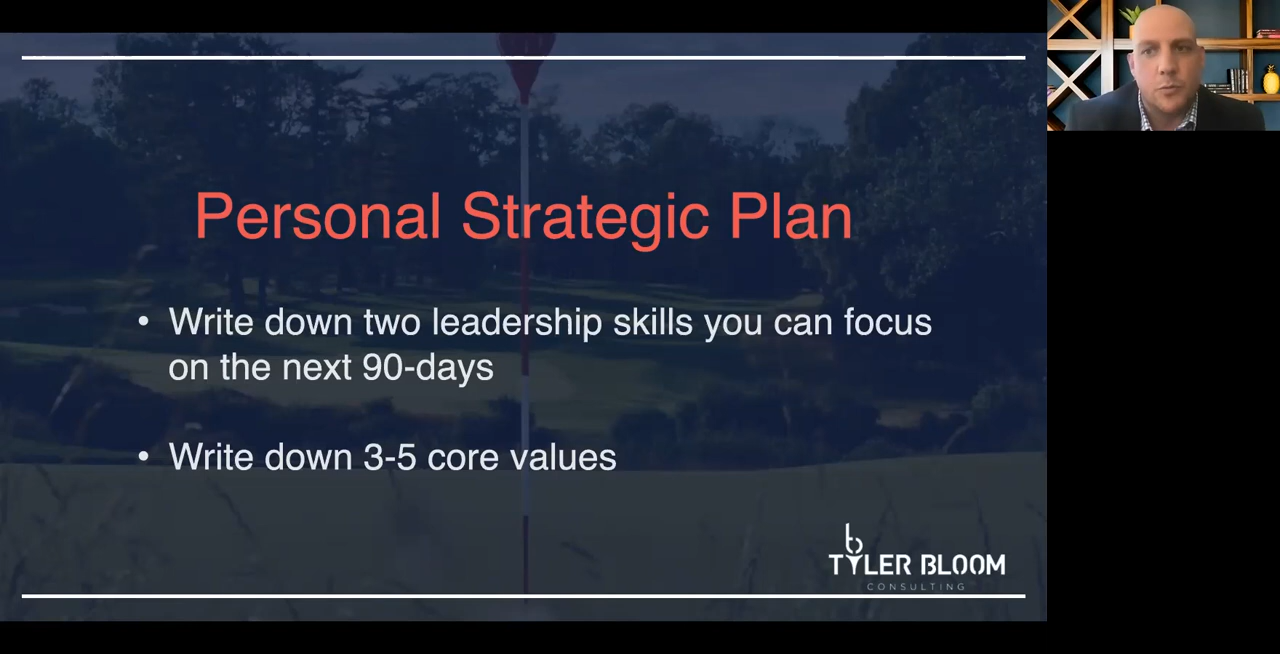 Personal Strategic Plan
• Write down two leadership skills you can focus
on the next 90-days
• Write down 3-5 core values
TYLER BLOOM
CONSULTING